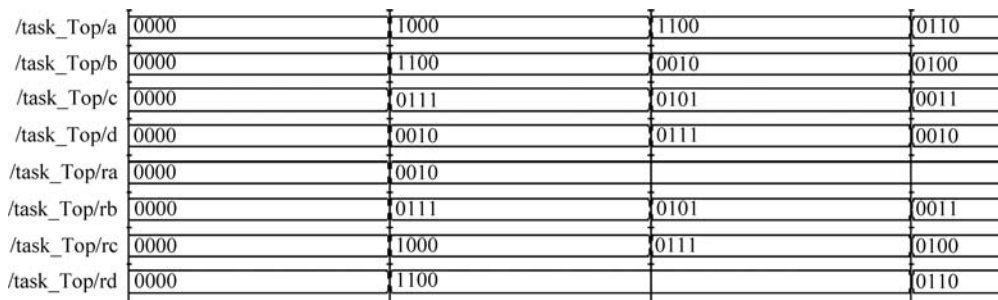 /task_Top/a 0000 1000 1100 0110
/task_Top/b 0000 1100 0010 0100
/task_Top/c 0000 0111 0101 0011
/task_Top/d 0000 0010 0111 0010
/task_Top/ra 0000 0010
/task_Top/rb 0000 0111 0101 0011
/task_Top/rc 0000 1000 0111 0100
/task_Top/rd 0000 1100 0110